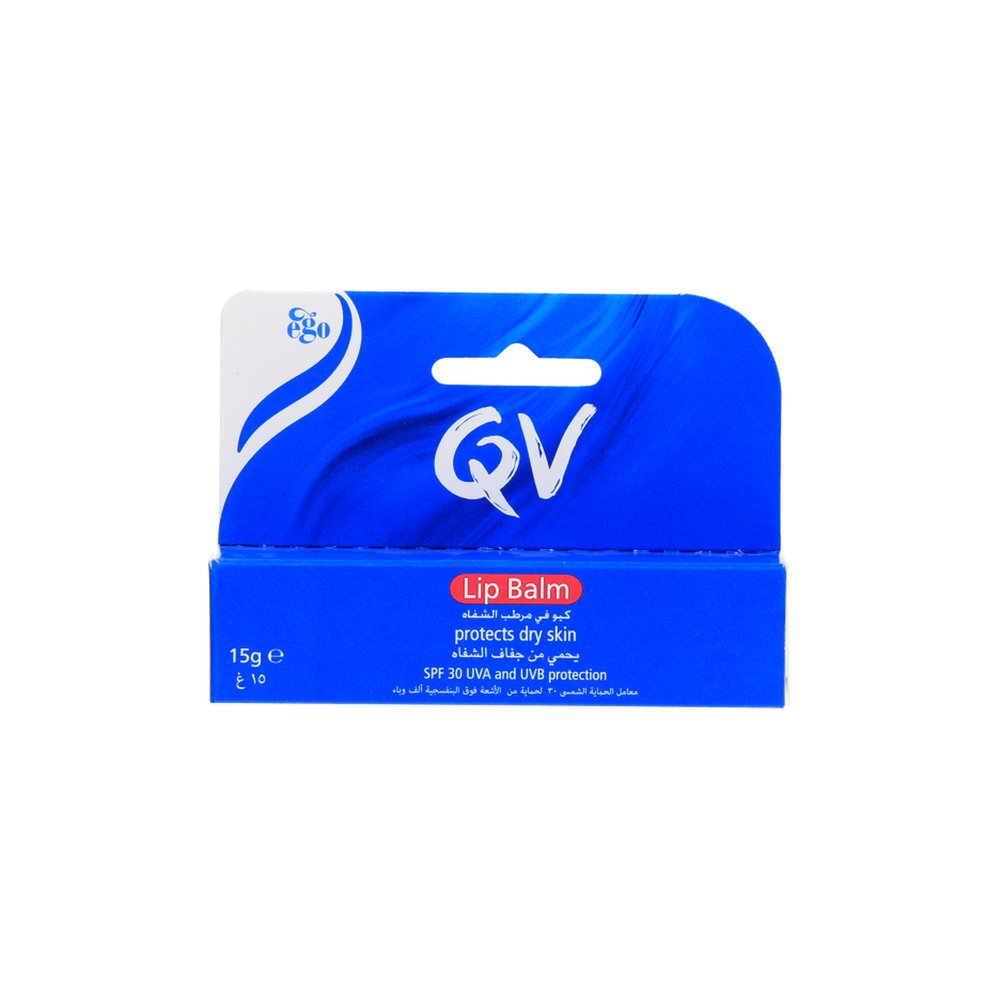 ego
QV
Lip Balm
كيو في مرطب الشفاه
protects dry skin
يحمي من جفاف الشفاه
SPF 30 UVA and UVB protection
معامل الحماية الشمسى ٣٠ لحماية من الأشعة فوق البنفسجية ألف وباء
15g ℮
١٥ غ